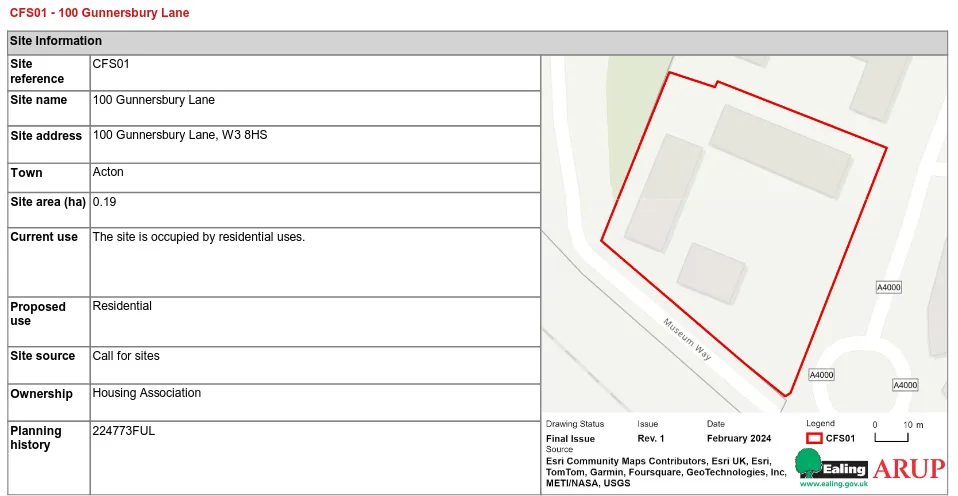 CFS01 - 100 Gunnersbury Lane
Site Information
Site
reference
CFS01
Site name
100 Gunnersbury Lane
Site address
100 Gunnersbury Lane, W3 8HS
Town
Acton
Site area (ha)
0.19
Current use
The site is occupied by residential uses.
Proposed
use
Residential
Site source
Call for sites
Ownership
Housing Association
Planning
history
224773FUL
A4000
Museum Way
A4000
A4000
Drawing Status
Issue
Date
Legend
0 10 m
Final Issue
Rev. 1
February 2024
CFS01
Source
Esri Community Maps Contributors, Esri UK, Esri,
TomTom, Garmin, Foursquare, GeoTechnologies, Inc,
METI/NASA, USGS
Ealing
www.ealing.gov.uk
ARUP